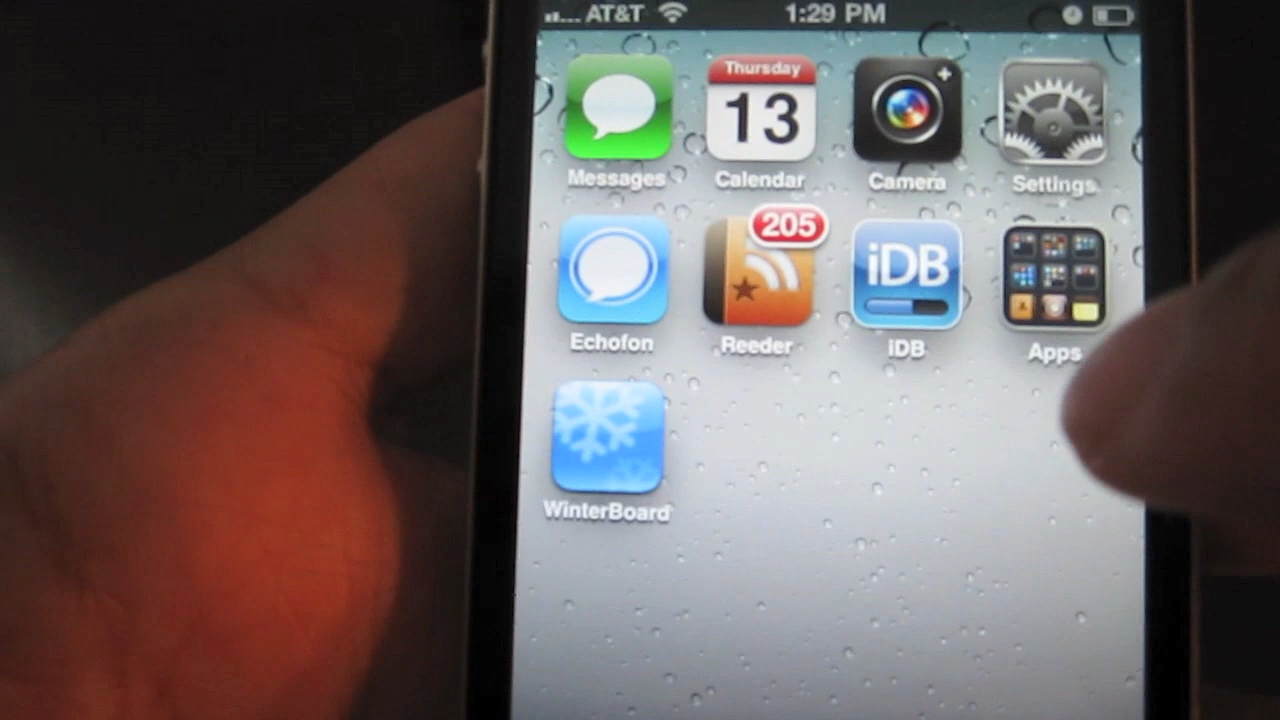 AT&T 1:29 PM
Thursday
13
Messages Calendar Camera Settings
205
iDB
Echofon Reeder iDB Apps
WinterBoard